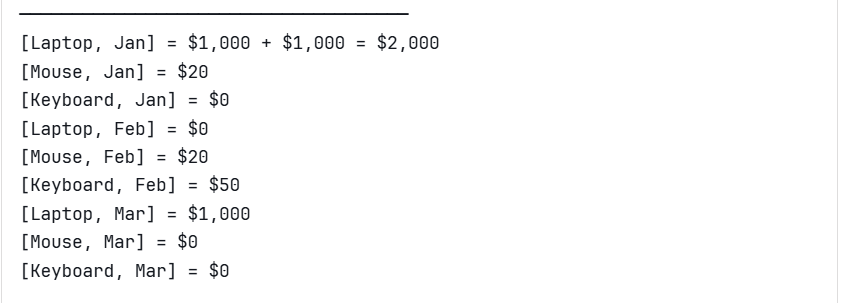 [Laptop, Jan] = $1,000 + $1,000 = $2,000
[Mouse, Jan] = $20
[Keyboard, Jan] = $0
[Laptop, Feb] = $0
[Mouse, Feb] = $20
[Keyboard, Feb] = $50
[Laptop, Mar] = $1,000
[Mouse, Mar] = $0
[Keyboard, Mar] = $0